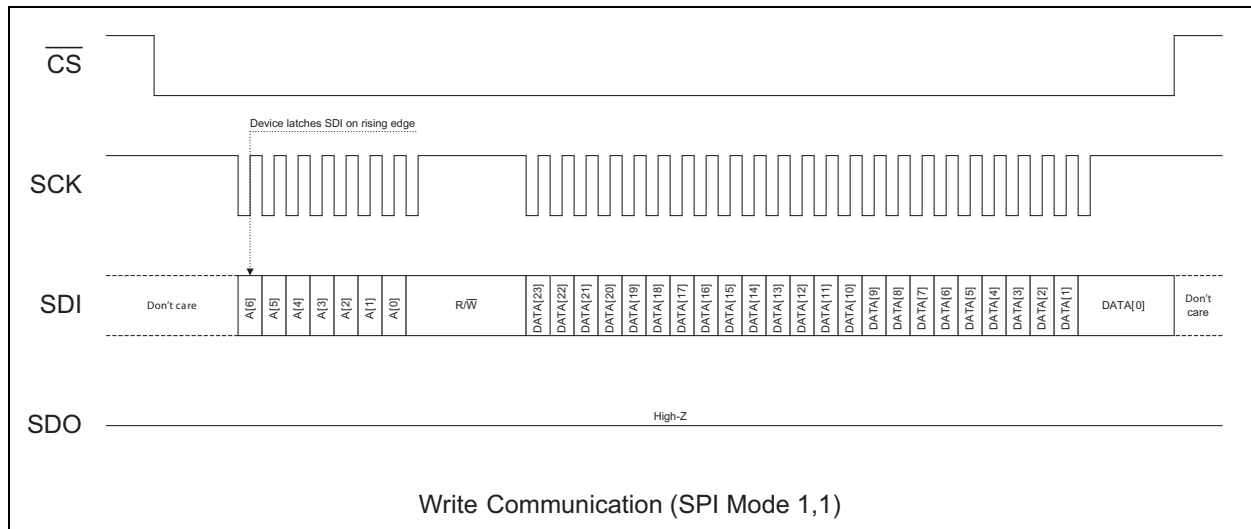 CS
Device latches SDI on rising edge
SCK
SDI
Don't care
A[6]
A[5]
A[4]
A[3]
A[2]
A[1]
A[0]
R/W
DATA[23]
DATA[22]
DATA[21]
DATA[20]
DATA[19]
DATA[18]
DATA[17]
DATA[16]
DATA[15]
DATA[14]
DATA[13]
DATA[12]
DATA[11]
DATA[10]
DATA[9]
DATA[8]
DATA[7]
DATA[6]
DATA[5]
DATA[4]
DATA[3]
DATA[2]
DATA[1]
DATA[0]
Don't
care
SDO
High-Z
Write Communication (SPI Mode 1,1)